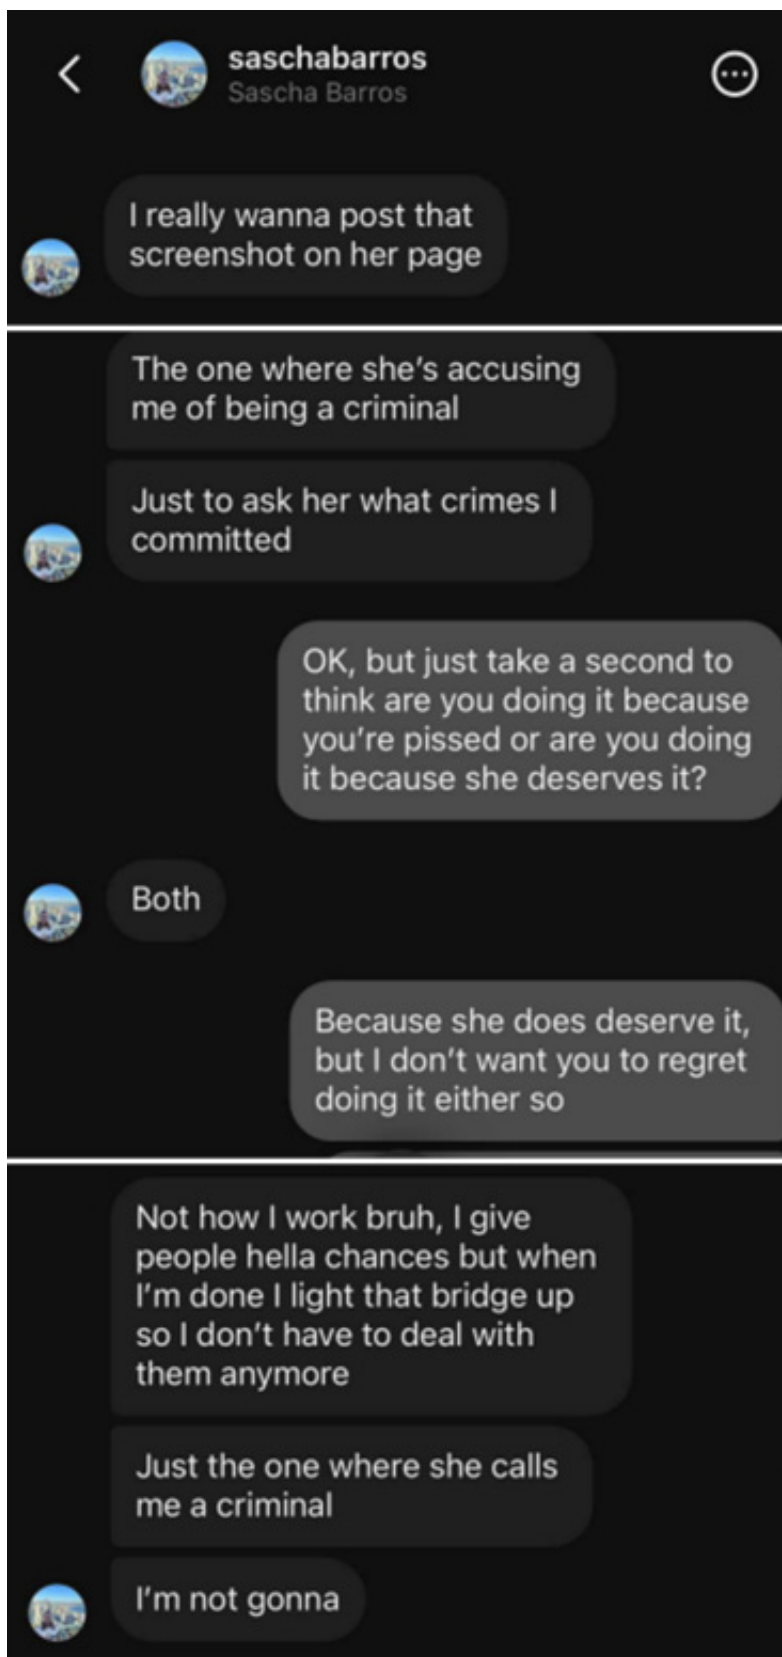 saschabarros
Sascha Barros
I really wanna post that
screenshot on her page
The one where she's accusing
me of being a criminal
Just to ask her what crimes I
committed
OK, but just take a second to
think are you doing it because
you're pissed or are you doing
it because she deserves it?
Both
Because she does deserve it,
but I don't want you to regret
doing it either so
Not how I work bruh, I give
people hella chances but when
I'm done I light that bridge up
so I don't have to deal with
them anymore
Just the one where she calls
me a criminal
I'm not gonna